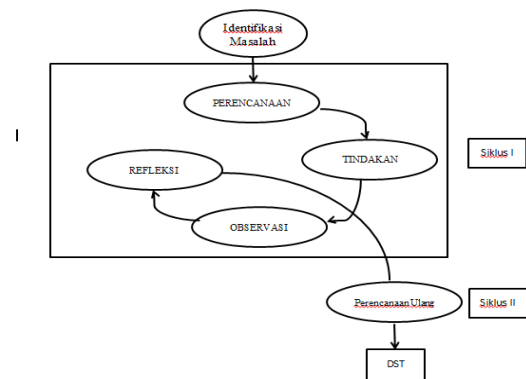 Identifikasi
Masalah
PERENCANAAN
I
TINDAKAN
Siklus I
REFLEKSI
OBSERVASI
Perencanaan Ulang
Siklus II
DST